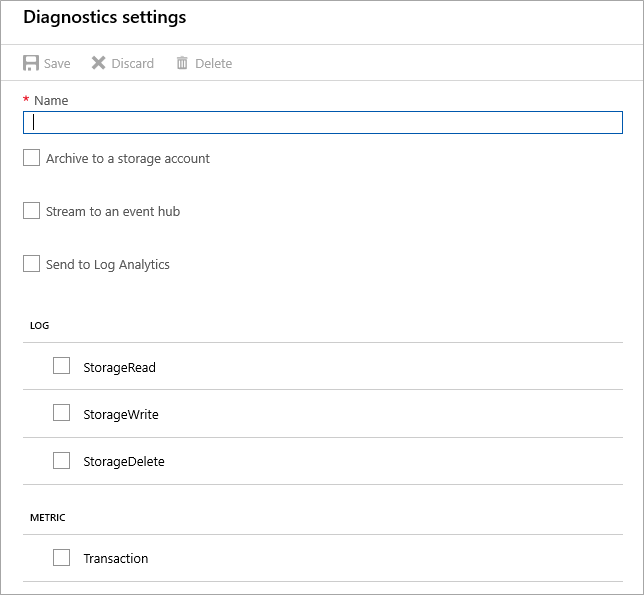 Diagnostics settings
Save Discard Delete
* Name
Archive to a storage account
Stream to an event hub
Send to Log Analytics
LOG
StorageRead
StorageWrite
StorageDelete
METRIC
Transaction